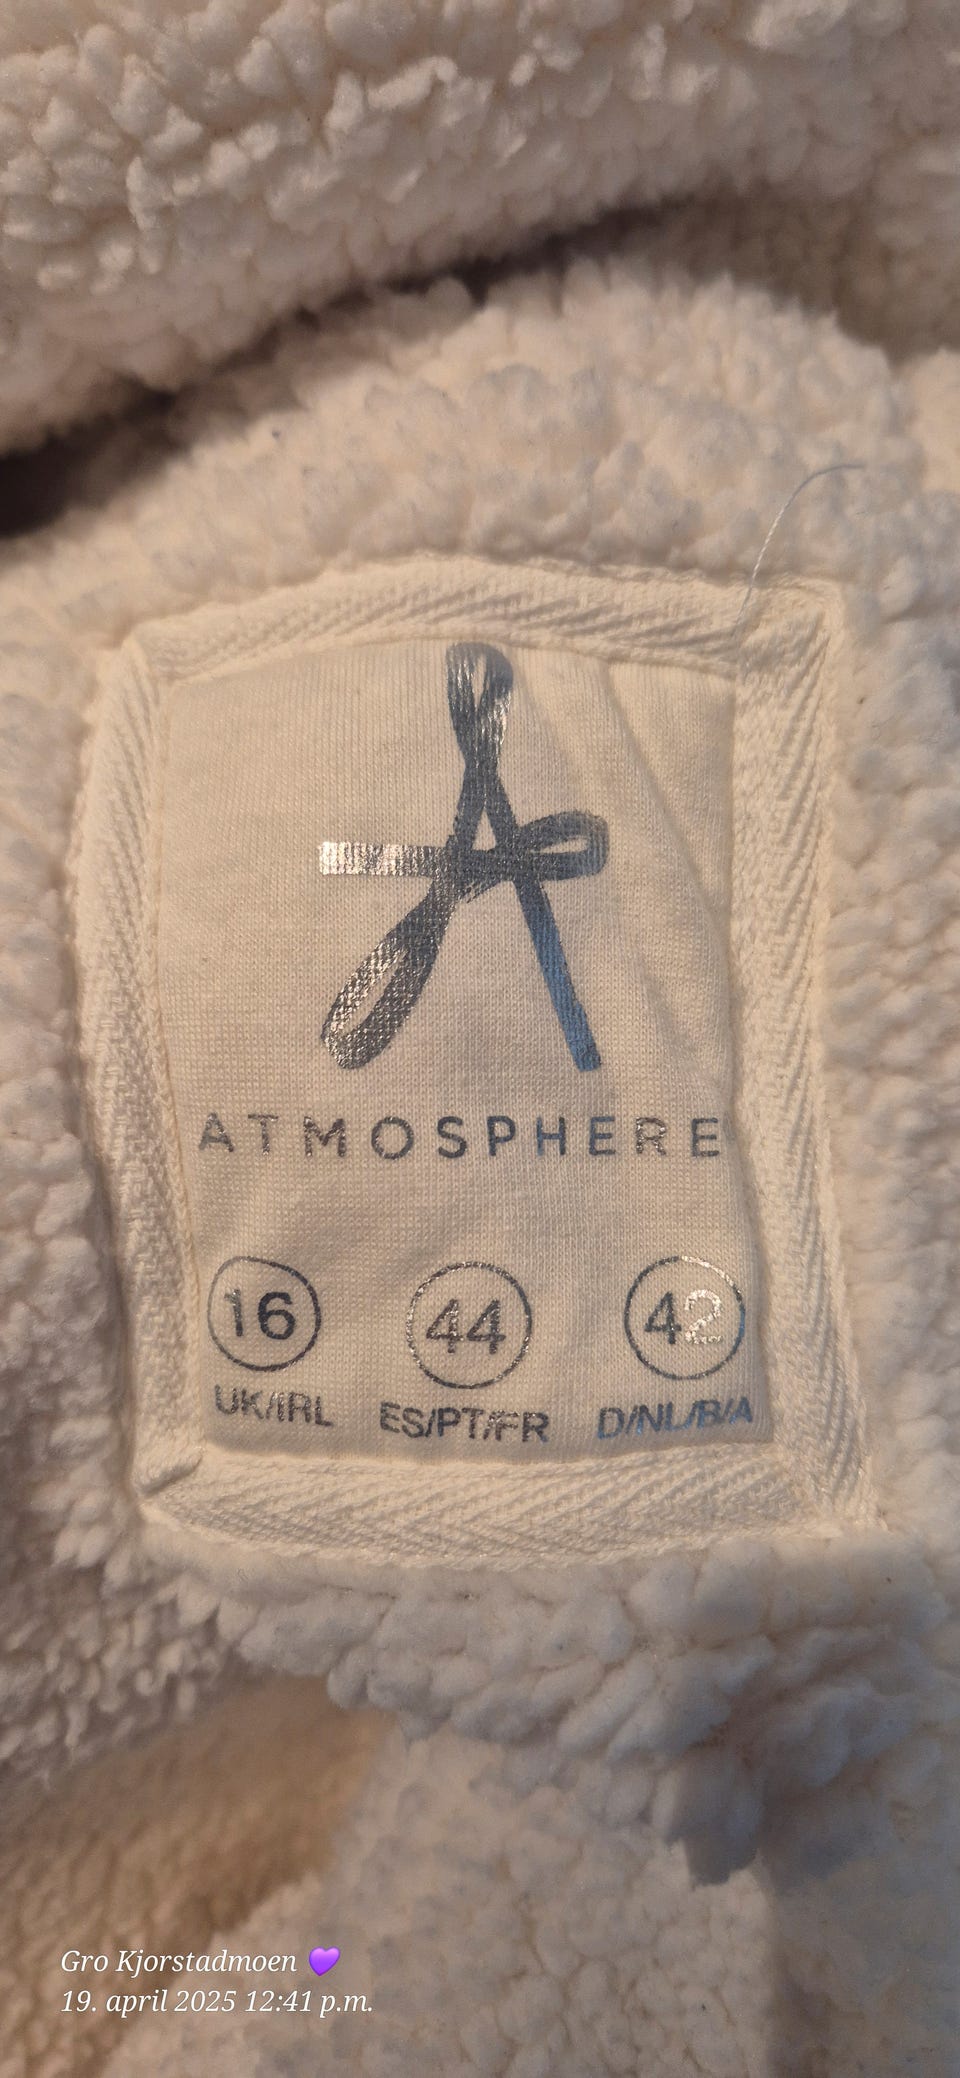 ATMOSPHERE
16 44 42
UK/IRL ES/PT/FR D/NL/B/A
Gro Kjorstadmoen 💜
19. april 2025 12:41 p.m.